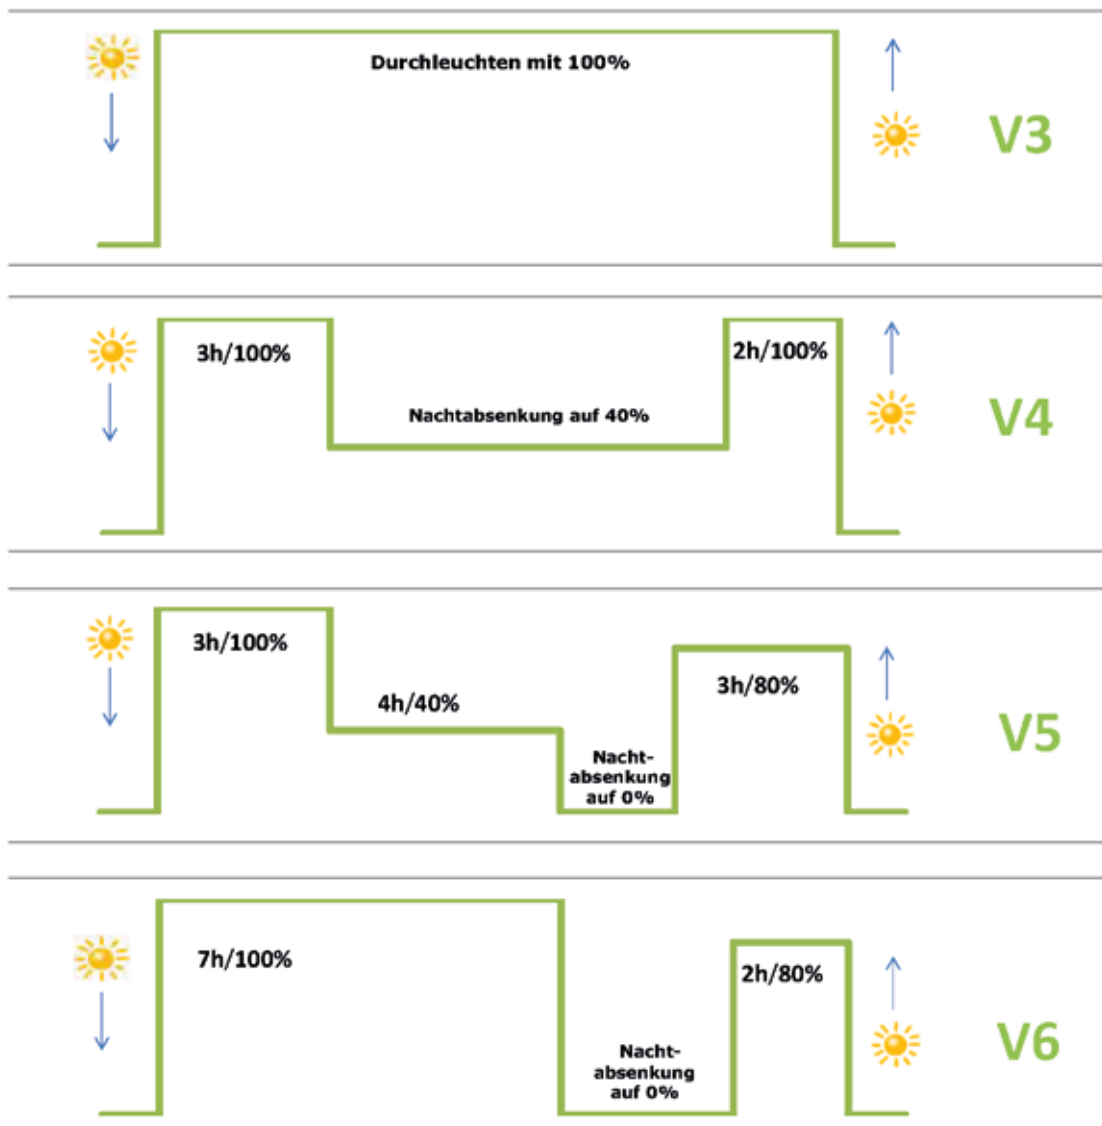 Durchleuchten mit 100%
V3
3h/100%
2h/100%
Nachtabsenkung auf 40%
V4
3h/100%
4h/40%
3h/80%
Nacht-
absenkung
auf 0%
V5
7h/100%
2h/80%
Nacht-
absenkung
auf 0%
V6